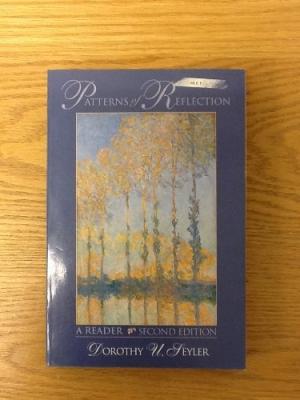 PATTERNS of REFLECTION
A READER SECOND EDITION
DOROTHY U. SEYLER